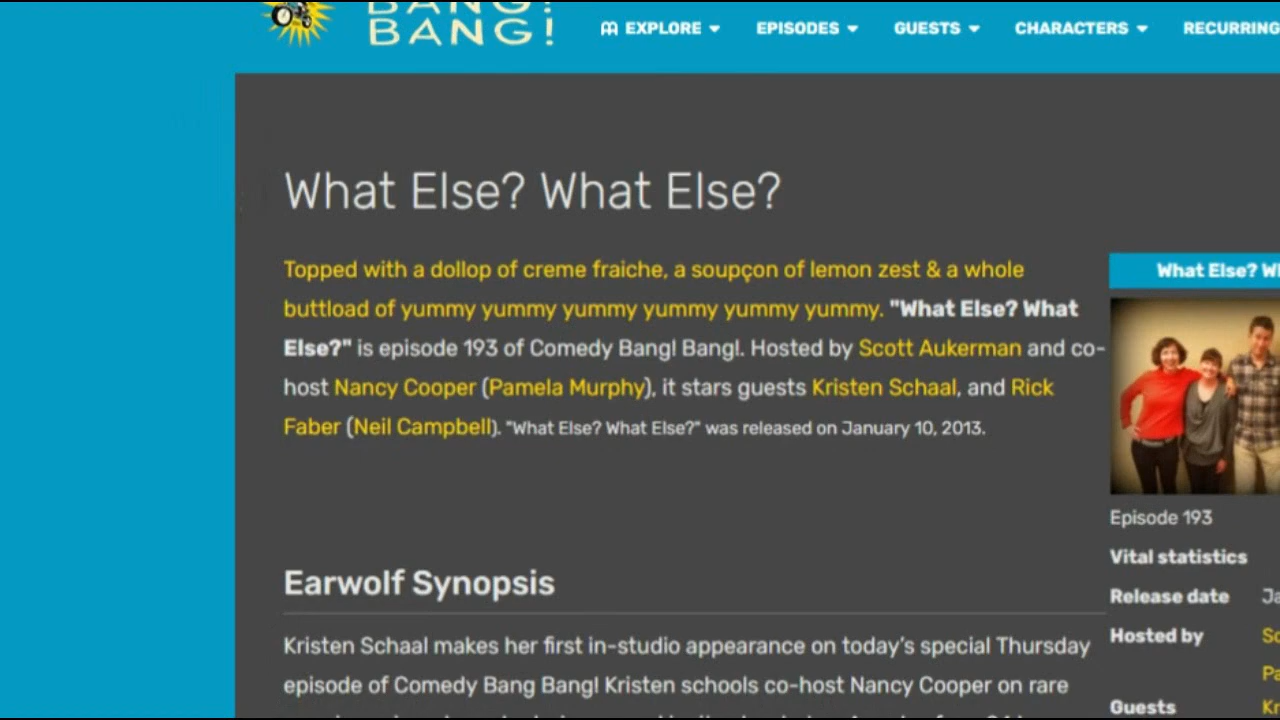 BANG!
BANG!
EXPLORE
EPISODES
GUESTS
CHARACTERS
RECURRING
What Else? What Else?
Topped with a dollop of creme fraiche, a soupçon of lemon zest & a whole
buttload of yummy yummy yummy yummy yummy yummy. "What Else? What
Else?" is episode 193 of Comedy Bang! Bang!. Hosted by Scott Aukerman and co-
host Nancy Cooper (Pamela Murphy), it stars guests Kristen Schaal, and Rick
Faber (Neil Campbell). "What Else? What Else?" was released on January 10, 2013.
What Else?
Episode 193
Vital statistics
Release date
Hosted by
Guests
Earwolf Synopsis
Kristen Schaal makes her first in-studio appearance on today's special Thursday
episode of Comedy Bang Bang! Kristen schools co-host Nancy Cooper on rare